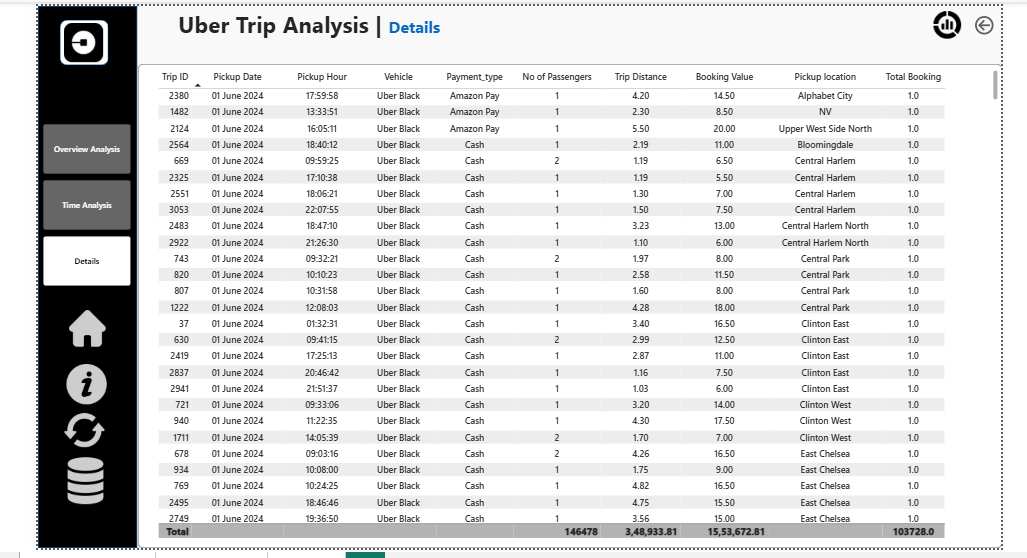 Uber Trip Analysis | Details
Overview Analysis
Time Analysis
Details
Trip ID Pickup Date Pickup Hour Vehicle Payment_type No of Passengers Trip Distance Booking Value Pickup location Total Booking
2380 01 June 2024 17:59:58 Uber Black Amazon Pay 1 4.20 14.50 Alphabet City 1.0
1482 01 June 2024 13:33:51 Uber Black Amazon Pay 1 2.30 8.50 NV 1.0
2124 01 June 2024 16:05:11 Uber Black Amazon Pay 1 5.50 20.00 Upper West Side North 1.0
2564 01 June 2024 18:40:12 Uber Black Cash 1 2.19 11.00 Bloomingdale 1.0
669 01 June 2024 09:59:25 Uber Black Cash 2 1.19 6.50 Central Harlem 1.0
2325 01 June 2024 17:10:38 Uber Black Cash 1 1.19 5.50 Central Harlem 1.0
2551 01 June 2024 18:06:21 Uber Black Cash 1 1.30 7.00 Central Harlem 1.0
3053 01 June 2024 22:07:55 Uber Black Cash 1 1.50 7.50 Central Harlem 1.0
2483 01 June 2024 18:47:10 Uber Black Cash 1 3.23 13.00 Central Harlem North 1.0
2922 01 June 2024 21:26:30 Uber Black Cash 1 1.10 6.00 Central Harlem North 1.0
743 01 June 2024 09:32:21 Uber Black Cash 2 1.97 8.00 Central Park 1.0
820 01 June 2024 10:10:23 Uber Black Cash 1 2.58 11.50 Central Park 1.0
807 01 June 2024 10:31:58 Uber Black Cash 1 1.60 8.00 Central Park 1.0
1222 01 June 2024 12:08:03 Uber Black Cash 1 4.28 18.00 Central Park 1.0
37 01 June 2024 01:32:31 Uber Black Cash 1 3.40 16.50 Clinton East 1.0
630 01 June 2024 09:41:15 Uber Black Cash 2 2.99 12.50 Clinton East 1.0
2419 01 June 2024 17:25:13 Uber Black Cash 1 2.87 11.00 Clinton East 1.0
2837 01 June 2024 20:46:42 Uber Black Cash 1 1.16 7.50 Clinton East 1.0
2941 01 June 2024 21:51:37 Uber Black Cash 1 1.03 6.00 Clinton East 1.0
721 01 June 2024 09:33:06 Uber Black Cash 1 3.20 14.00 Clinton West 1.0
940 01 June 2024 11:22:35 Uber Black Cash 1 4.30 17.50 Clinton West 1.0
1711 01 June 2024 14:05:39 Uber Black Cash 2 1.70 7.00 Clinton West 1.0
678 01 June 2024 09:03:16 Uber Black Cash 2 4.26 16.50 East Chelsea 1.0
934 01 June 2024 10:08:00 Uber Black Cash 1 1.75 9.00 East Chelsea 1.0
769 01 June 2024 10:24:25 Uber Black Cash 1 4.82 16.50 East Chelsea 1.0
2495 01 June 2024 18:46:46 Uber Black Cash 1 4.75 15.50 East Chelsea 1.0
2749 01 June 2024 19:36:50 Uber Black Cash 1 3.56 15.00 East Chelsea 1.0
Total 146478 3,48,933.81 15,53,672.81 103728.0